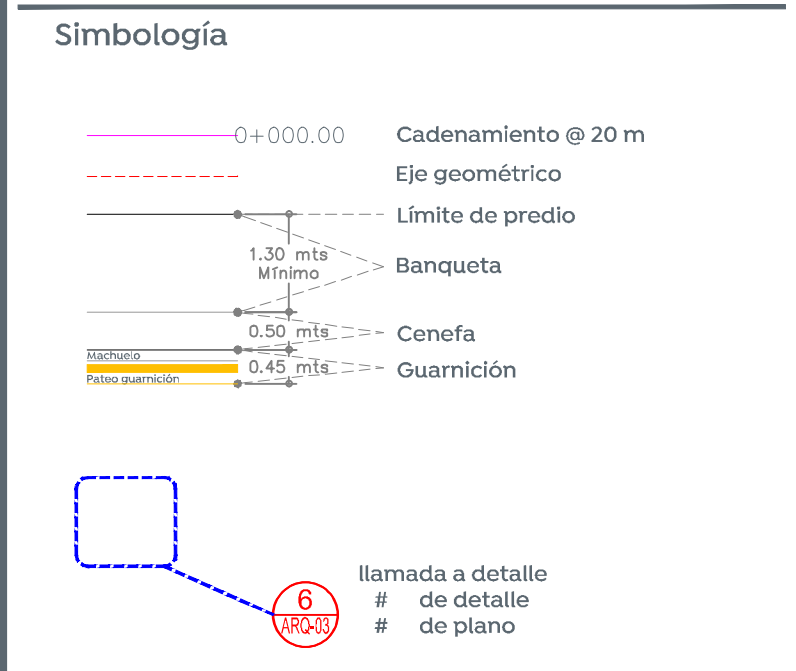 Simbología
0+000.00 Cadenamiento @ 20 m
Eje geométrico
Límite de predio
1.30 mts
Mínimo
Banqueta
0.50 mts Cenefa
Machuelo
0.45 mts Guarnición
Pateo guarnición
llamada a detalle
6 # de detalle
ARQ-03 # de plano